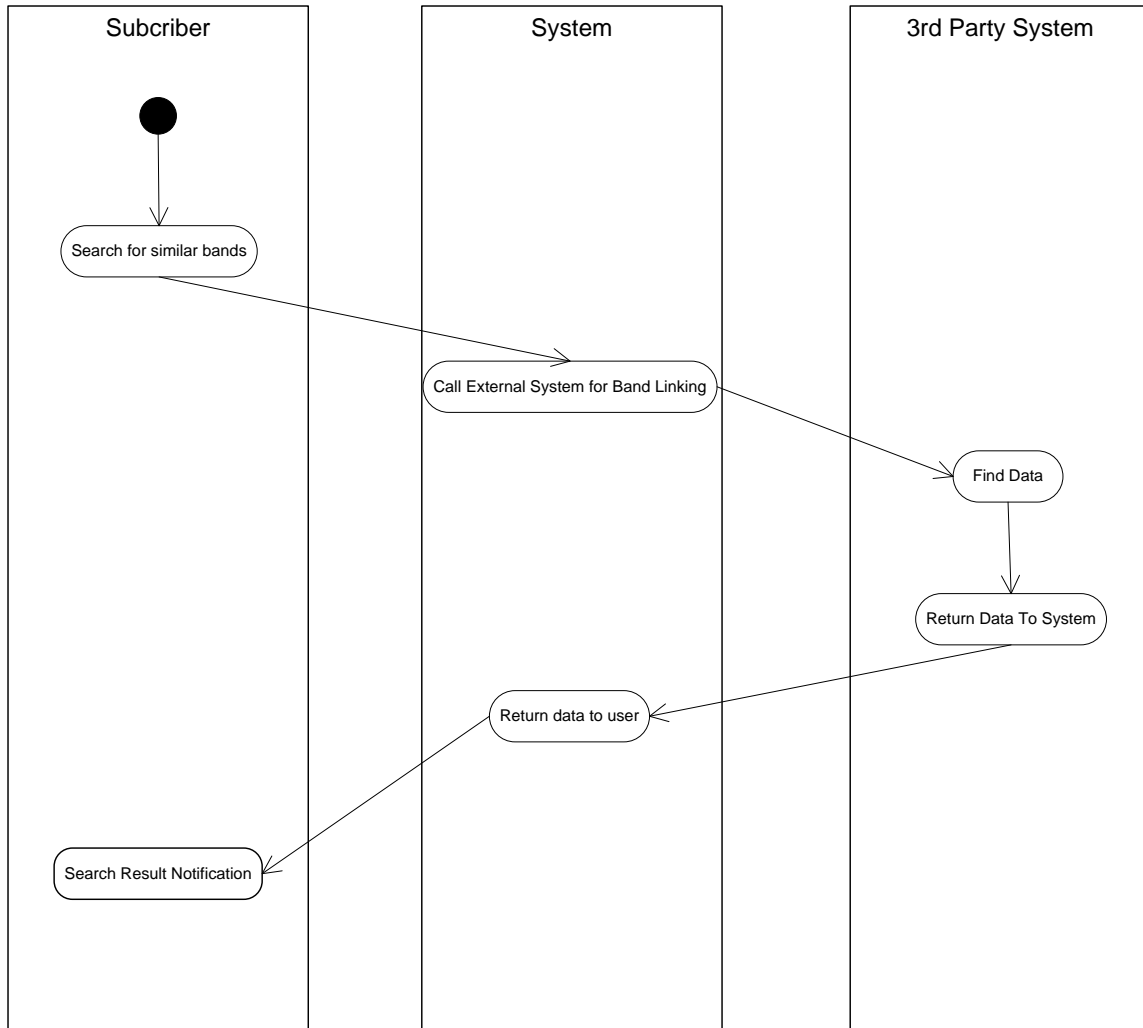 Subcriber
System
3rd Party System
Search for similar bands
Call External System for Band Linking
Find Data
Return Data To System
Return data to user
Search Result Notification